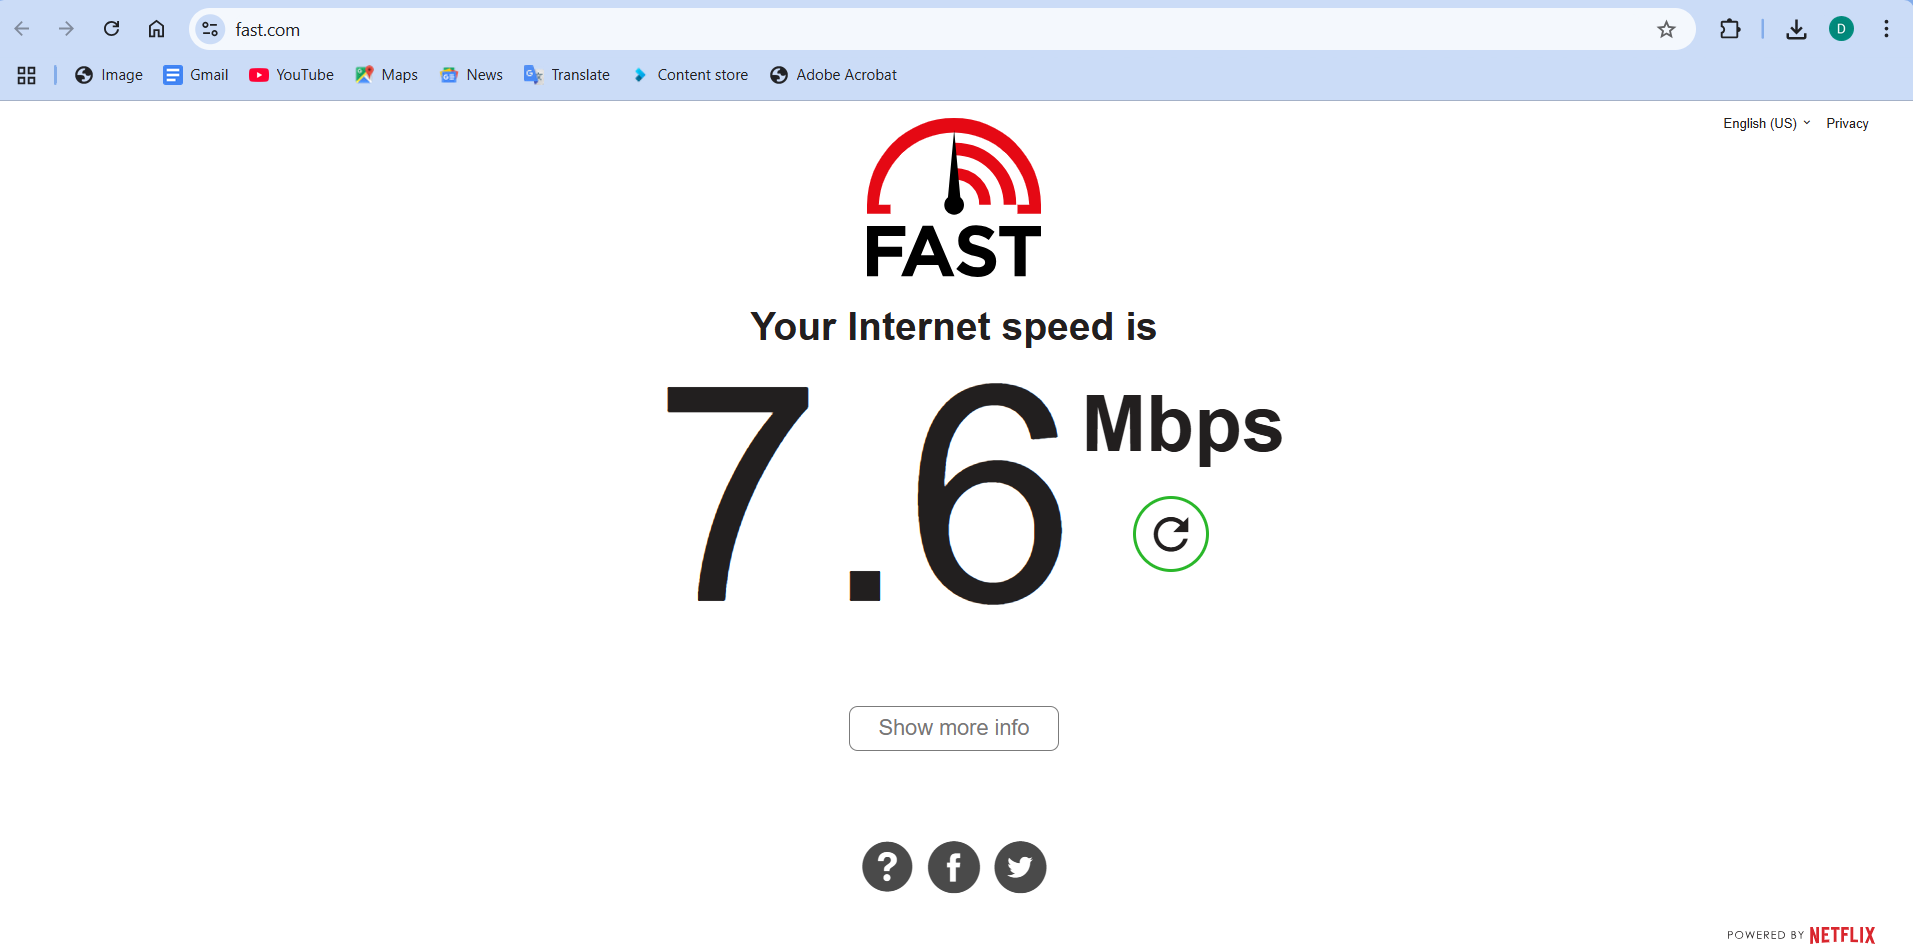 fast.com
D
Image Gmail YouTube Maps News Translate Content store Adobe Acrobat
English (US) Privacy
FAST
Your Internet speed is
7.6 Mbps
Show more info
POWERED BY NETFLIX